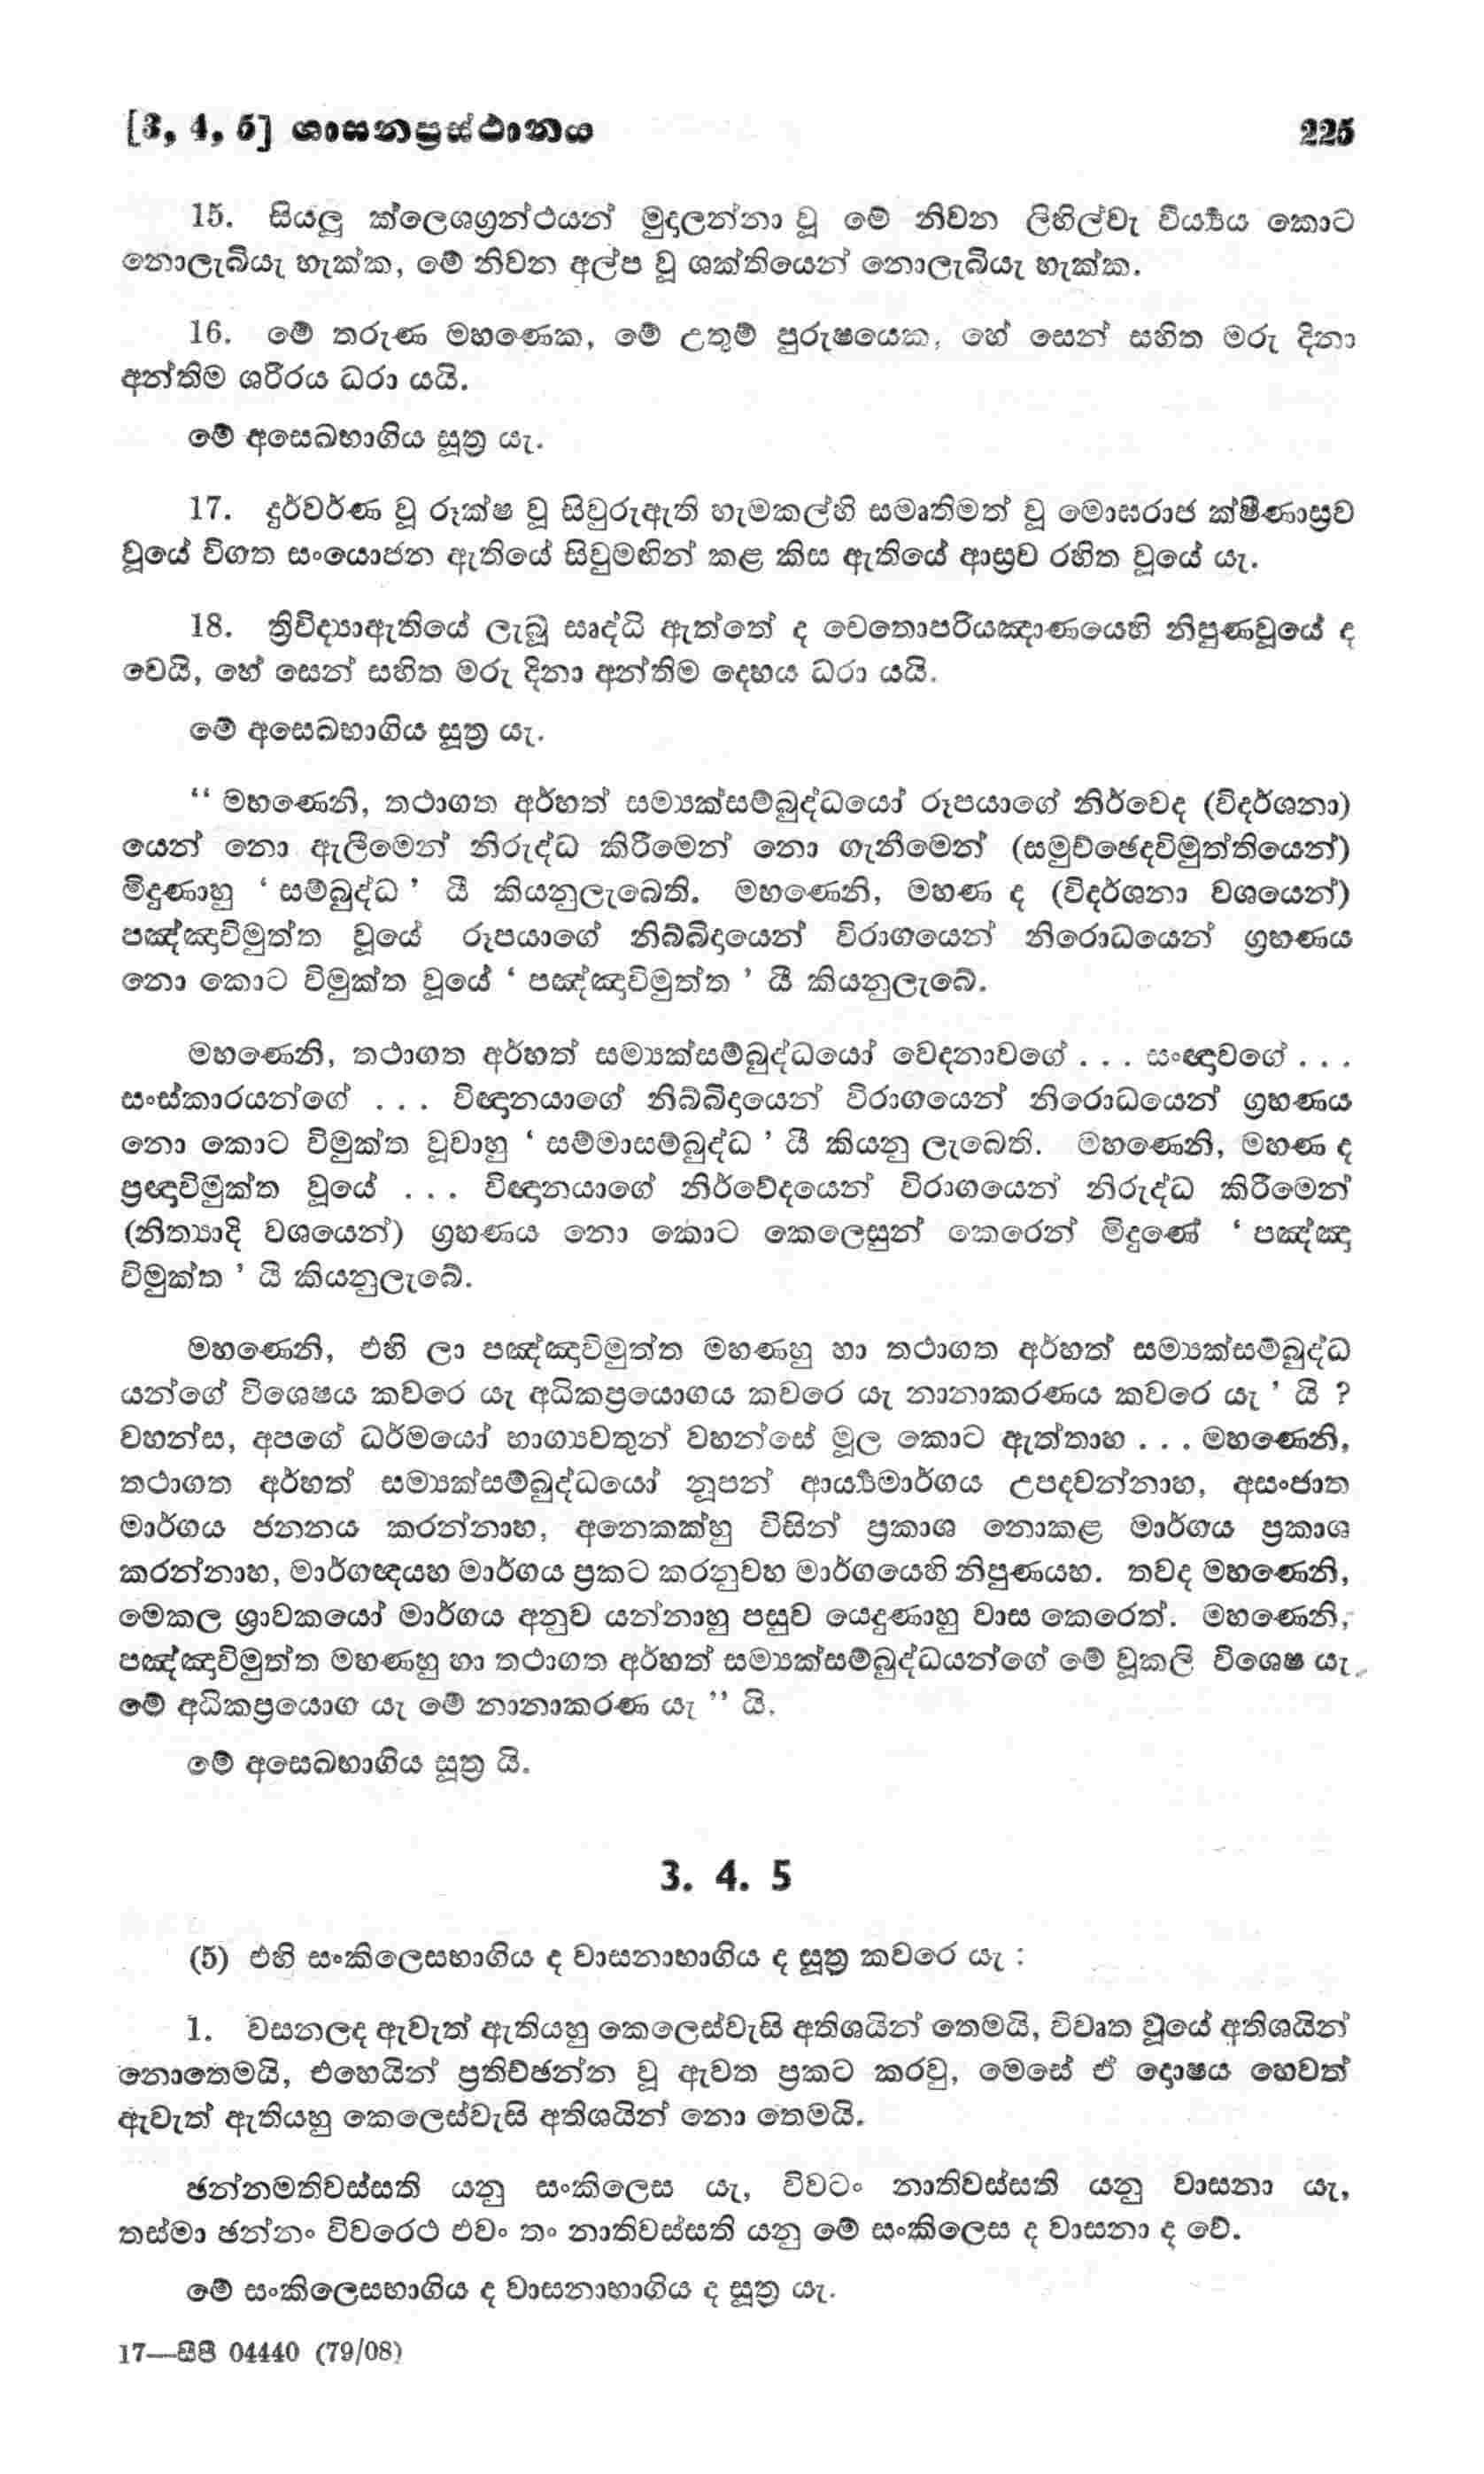 [3, 4, 5] ශාසනප්‍රස්ථානය 225
15. සියලු ක්ලෙශග්‍රන්ථයන් මුදාලන්නා වූ මේ නිවන ලිහිල්වැ වීර්‍ය්‍යය කොට
නොලැබියැ හැක්ක, මේ නිවන අල්ප වූ ශක්තියෙන් නොලැබියැ හැක්ක.
16. මේ තරුණ මහණෙක, මේ උතුම් පුරුෂයෙක, හේ සෙන් සහිත මරු දිනා
අන්තිම ශරීරය ධරා යයි.
මේ අසෙඛභාගිය සූත්‍ර යැ.
17. දුර්වර්ණ වූ රූක්ෂ වූ සිවුරුඇති හැමකල්හි සමෘතිමත් වූ මොඝරාජ ක්ෂීණාස්‍රව
වූයේ විගත සංයොජන ඇතියේ සිවුමඟින් කළ කිස ඇතියේ ආස්‍රව රහිත වූයේ යැ.
18. ත්‍රිවිද්‍යාඇතියේ ලැබූ ඍද්ධි ඇත්තේ ද චෙතොපරියඤාණයෙහි නිපුණවූයේ ද
වෙයි, හේ සෙන් සහිත මරු දිනා අන්තිම දෙහය ධරා යයි.
මේ අසෙඛභාගිය සූත්‍ර යැ.
“ මහණෙනි, තථාගත අර්හත් සම්‍යක්සම්බුද්ධයෝ රූපයාගේ නිර්වෙද (විදර්ශනා)
යෙන් නො ඇලීමෙන් නිරුද්ධ කිරීමෙන් නො ගැනීමෙන් (සමුච්ඡෙදවිමුත්තියෙන්)
මිදුණාහු ‘ සම්බුද්ධ ’ යී කියනුලැබෙති. මහණෙනි, මහණ ද (විදර්ශනා වශයෙන්)
පඤ්ඤාවිමුත්ත වූයේ රූපයාගේ නිබ්බිදායෙන් විරාගයෙන් නිරොධයෙන් ග්‍රහණය
නො කොට විමුක්ත වූයේ ‘ පඤ්ඤාවිමුත්ත ’ යී කියනුලැබේ.
මහණෙනි, තථාගත අර්හත් සම්‍යක්සම්බුද්ධයෝ වෙදනාවගේ . . . සංඥාවගේ . . .
සංස්කාරයන්ගේ . . . විඥානයාගේ නිබ්බිදායෙන් විරාගයෙන් නිරොධයෙන් ග්‍රහණය
නො කොට විමුක්ත වූවාහු ‘ සම්මාසම්බුද්ධ ’ යී කියනු ලැබෙති. මහණෙනි, මහණ ද
ප්‍රඥාවිමුක්ත වූයේ . . . විඥානයාගේ නිර්වේදයෙන් විරාගයෙන් නිරුද්ධ කිරීමෙන්
(නිත්‍යාදි වශයෙන්) ග්‍රහණය නො කොට කෙලෙසුන් කෙරෙන් මිදුණේ ‘ පඤ්ඤා
විමුක්ත ’ යි කියනුලැබේ.
මහණෙනි, එහි ලා පඤ්ඤාවිමුත්ත මහණහු හා තථාගත අර්හත් සම්‍යක්සම්බුද්ධ
යන්ගේ විශෙෂය කවරෙ යැ අධිකප්‍රයොගය කවරෙ යැ නානාකරණය කවරෙ යැ ’ යි ?
වහන්ස, අපගේ ධර්මයෝ භාග්‍යවතුන් වහන්සේ මූල කොට ඇත්තාහ . . . මහණෙනි,
තථාගත අර්හත් සම්‍යක්සම්බුද්ධයෝ නූපන් ආර්‍ය්‍යමාර්ගය උපදවන්නාහ, අසංජාත
මාර්ගය ජනනය කරන්නාහ, අනෙකක්හු විසින් ප්‍රකාශ නොකළ මාර්ගය ප්‍රකාශ
කරන්නාහ, මාර්ගඥයහ මාර්ගය ප්‍රකට කරනුවහ මාර්ගයෙහි නිපුණයහ. තවද මහණෙනි,
මෙකල ශ්‍රාවකයෝ මාර්ගය අනුව යන්නාහු පසුව යෙදුණාහු වාස කෙරෙත්. මහණෙනි,
පඤ්ඤාවිමුත්ත මහණහු හා තථාගත අර්හත් සම්‍යක්සම්බුද්ධයන්ගේ මේ වූකලි විශෙෂ යැ
මේ අධිකප්‍රයොග යැ මේ නානාකරණ යැ ” යි.
මේ අසෙඛභාගිය සූත්‍ර යි.
3. 4. 5
(5) එහි සංකිලෙසභාගිය ද වාසනාභාගිය ද සූත්‍ර කවරෙ යැ :
1. වසනලද ඇවැත් ඇතියහු කෙලෙස්වැසි අතිශයින් තෙමයි, විවෘත වූයේ අතිශයින්
නොතෙමයි, එහෙයින් ප්‍රතිච්ඡන්න වූ ඇවත ප්‍රකට කරවු, මෙසේ ඒ දොෂය හෙවත්
ඇවැත් ඇතියහු කෙලෙස්වැසි අතිශයින් නො තෙමයි.
ඡන්නමතිවස්සති යනු සංකිලෙස යැ, විවටං නාතිවස්සති යනු වාසනා යැ,
තස්මා ඡන්නං විවරෙථ එවං තං නාතිවස්සති යනු මේ සංකිලෙස ද වාසනා ද වේ.
මේ සංකිලෙසභාගිය ද වාසනාභාගිය ද සූත්‍ර යැ.
17—සීපී 04440 (79/08)